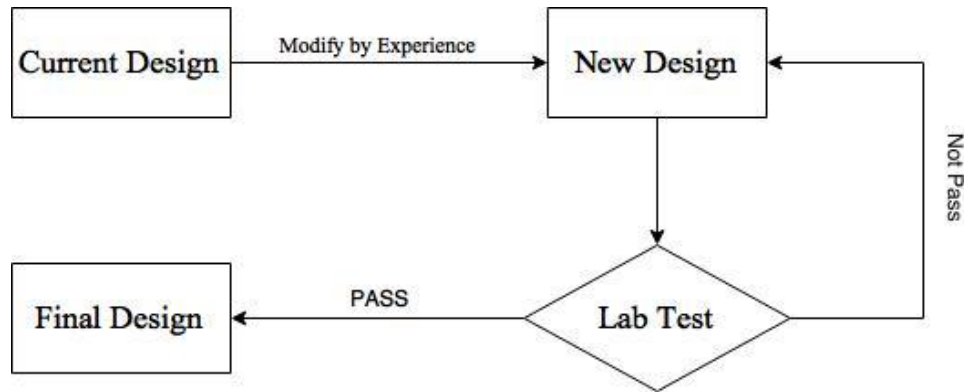 Current Design
Modify by Experience
New Design
Not Pass
Final Design
PASS
Lab Test